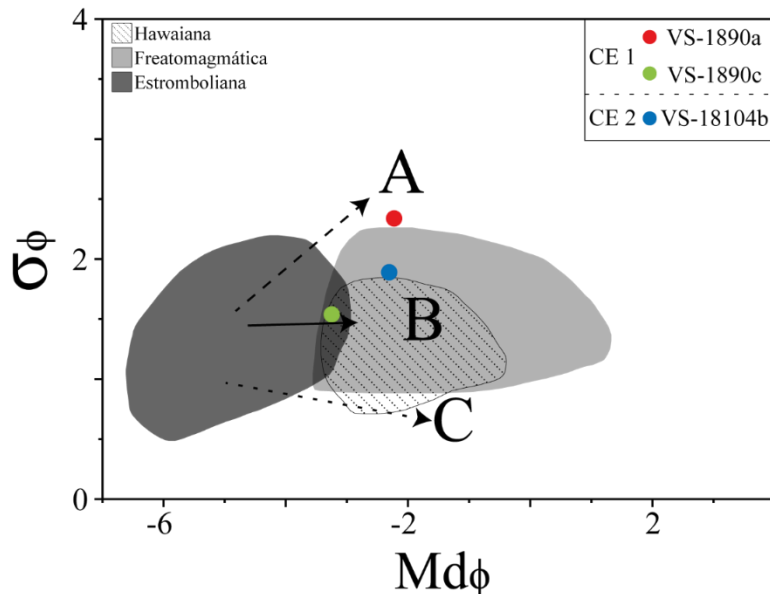 4
Hawaiana
Freatomagmática
Estromboliana
CE 1
VS-1890a
VS-1890c
CE 2
VS-18104b
A
2
B
C
0
-6
-2
2
σϕ
Mdϕ